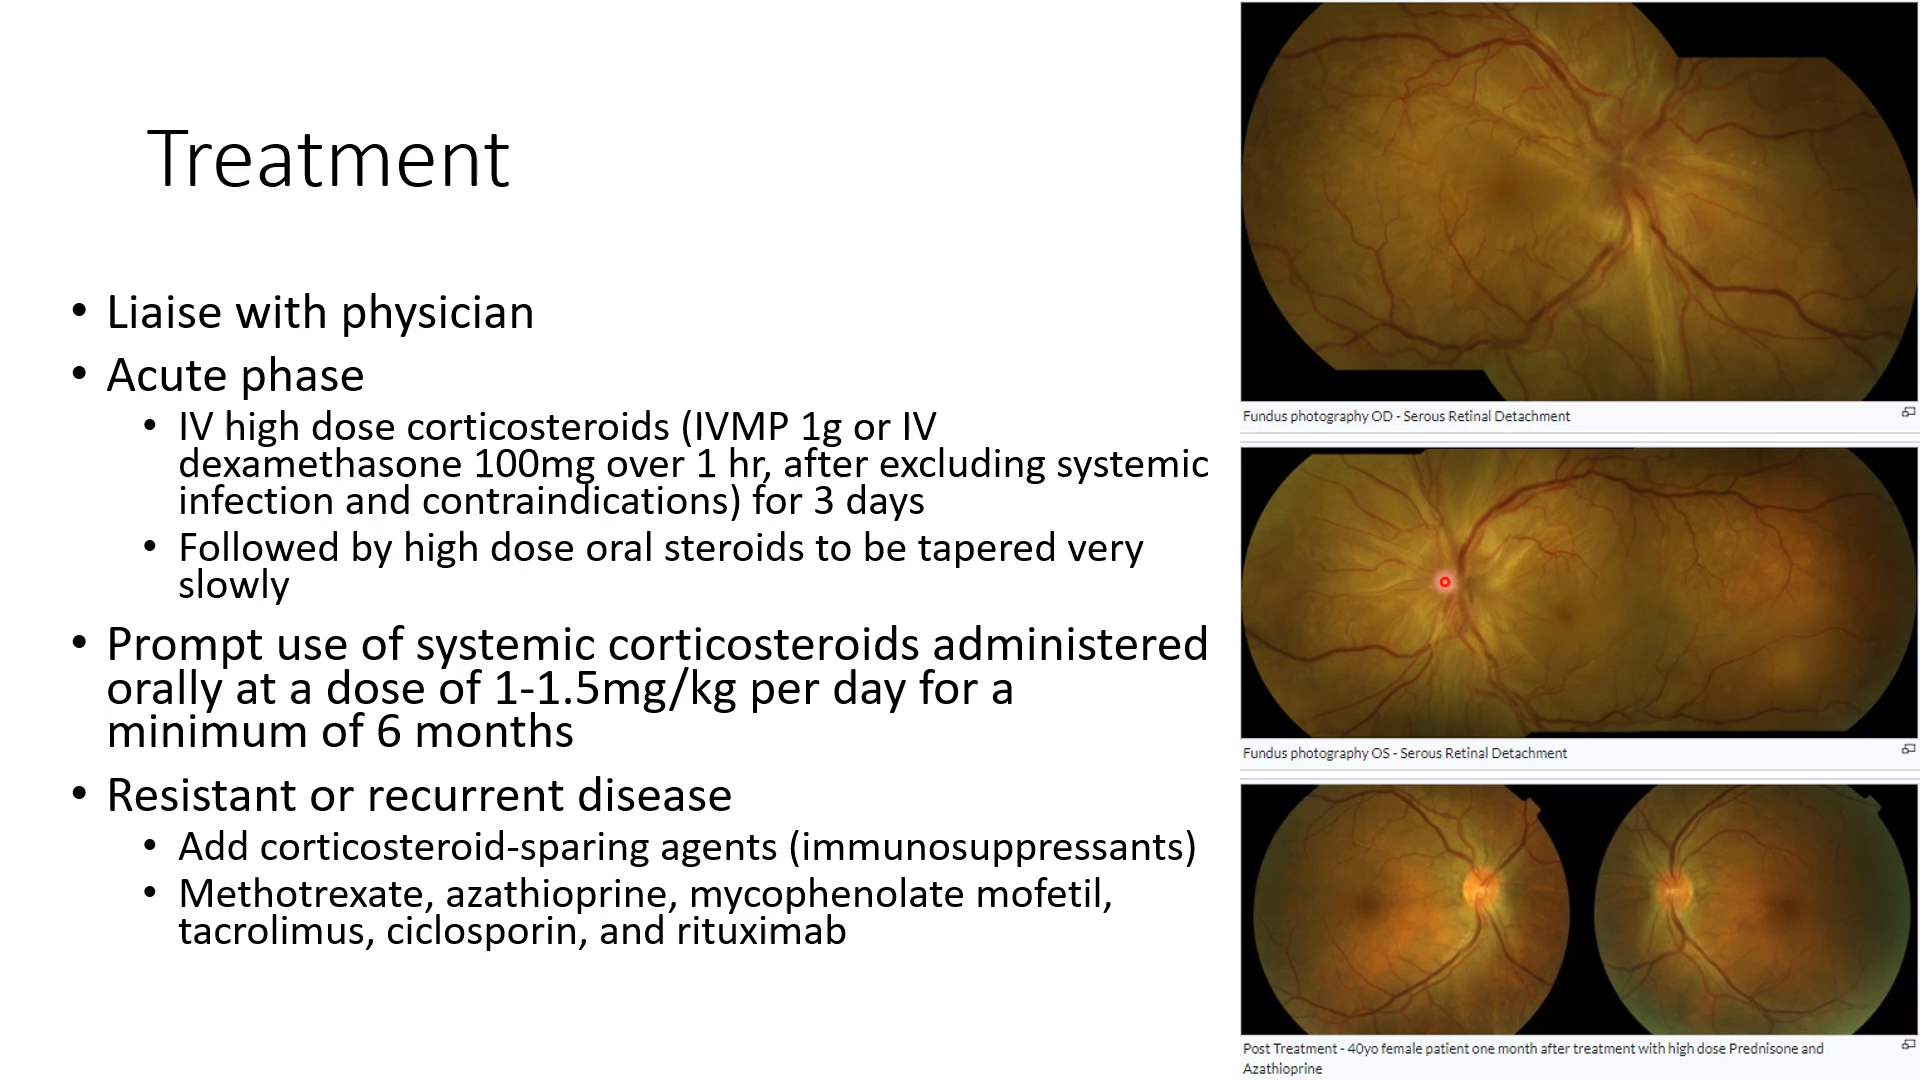 Treatment
• Liaise with physician
• Acute phase
• IV high dose corticosteroids (IVMP 1g or IV
dexamethasone 100mg over 1 hr, after excluding systemic
infection and contraindications) for 3 days
• Followed by high dose oral steroids to be tapered very
slowly
• Prompt use of systemic corticosteroids administered
orally at a dose of 1-1.5mg/kg per day for a
minimum of 6 months
• Resistant or recurrent disease
• Add corticosteroid-sparing agents (immunosuppressants)
• Methotrexate, azathioprine, mycophenolate mofetil,
tacrolimus, ciclosporin, and rituximab
Fundus photography OD - Serous Retinal Detachment
Fundus photography OS - Serous Retinal Detachment
Post Treatment - 40yo female patient one month after treatment with high dose Prednisone and
Azathioprine